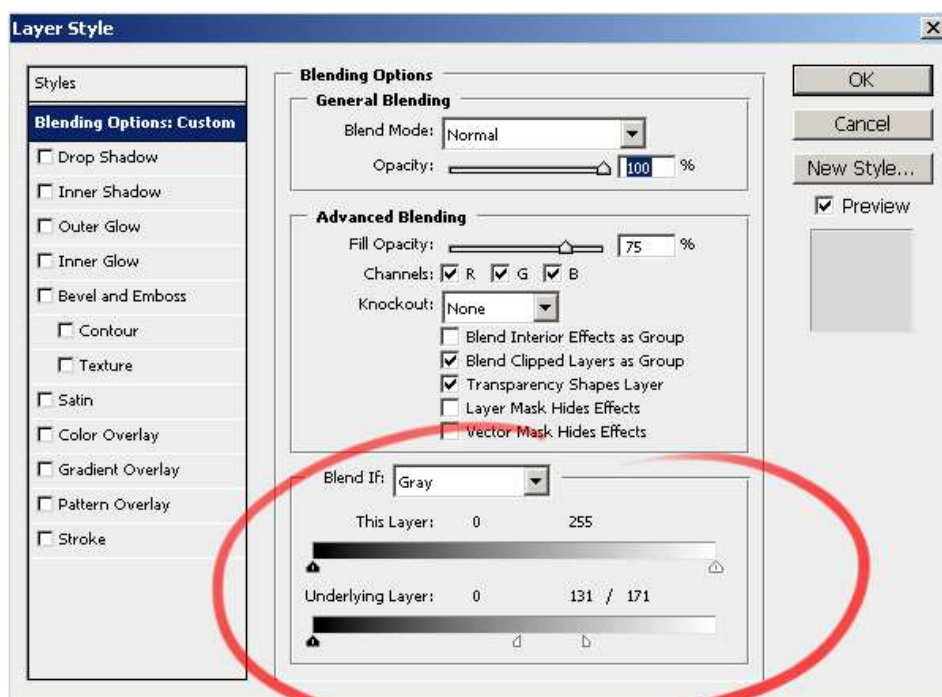 Layer Style
Styles
Blending Options: Custom
Drop Shadow
Inner Shadow
Outer Glow
Inner Glow
Bevel and Emboss
Contour
Texture
Satin
Color Overlay
Gradient Overlay
Pattern Overlay
Stroke
Blending Options
General Blending
Blend Mode: Normal
Opacity: 100 %
Advanced Blending
Fill Opacity: 75 %
Channels: R G B
Knockout: None
Blend Interior Effects as Group
Blend Clipped Layers as Group
Transparency Shapes Layer
Layer Mask Hides Effects
Vector Mask Hides Effects
Blend If: Gray
This Layer: 0 255
Underlying Layer: 0 131 / 171
OK
Cancel
New Style...
Preview